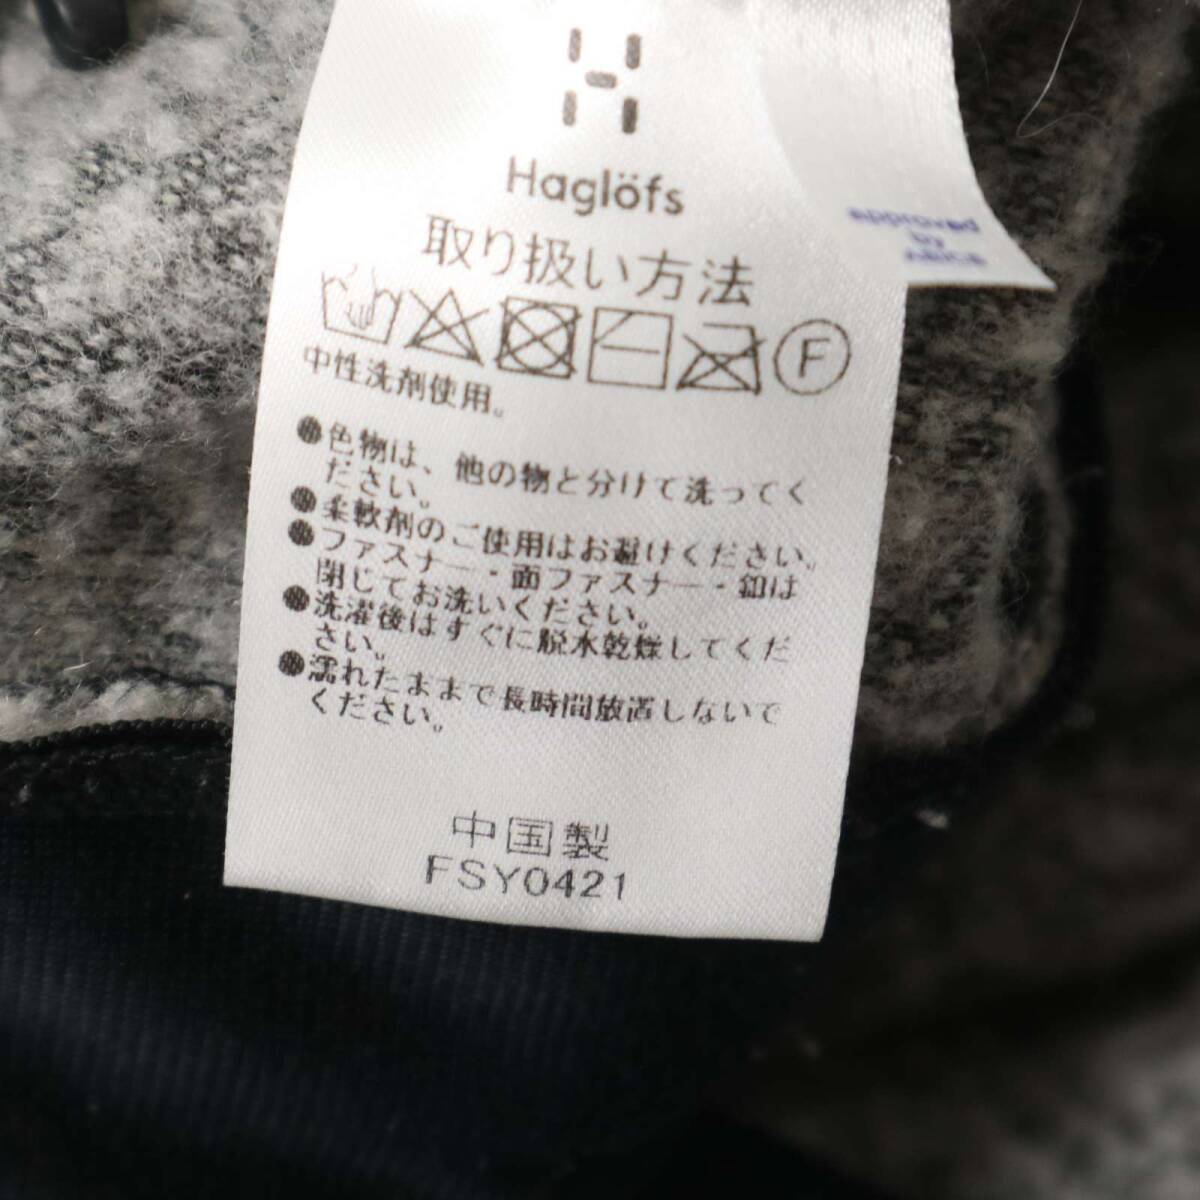 Haglöfs
approved
by
取り扱い方法
F
中性洗剤使用。
●色物は、他の物と分けて洗ってく
ださい。
●柔軟剤のご使用はお避けください。
●ファスナー・面ファスナー・釦は
閉じてお洗いください。
●洗濯後はすぐに脱水乾燥してくだ
さい。
●濡れたままで長時間放置しないで
ください。
中国製
FSY0421